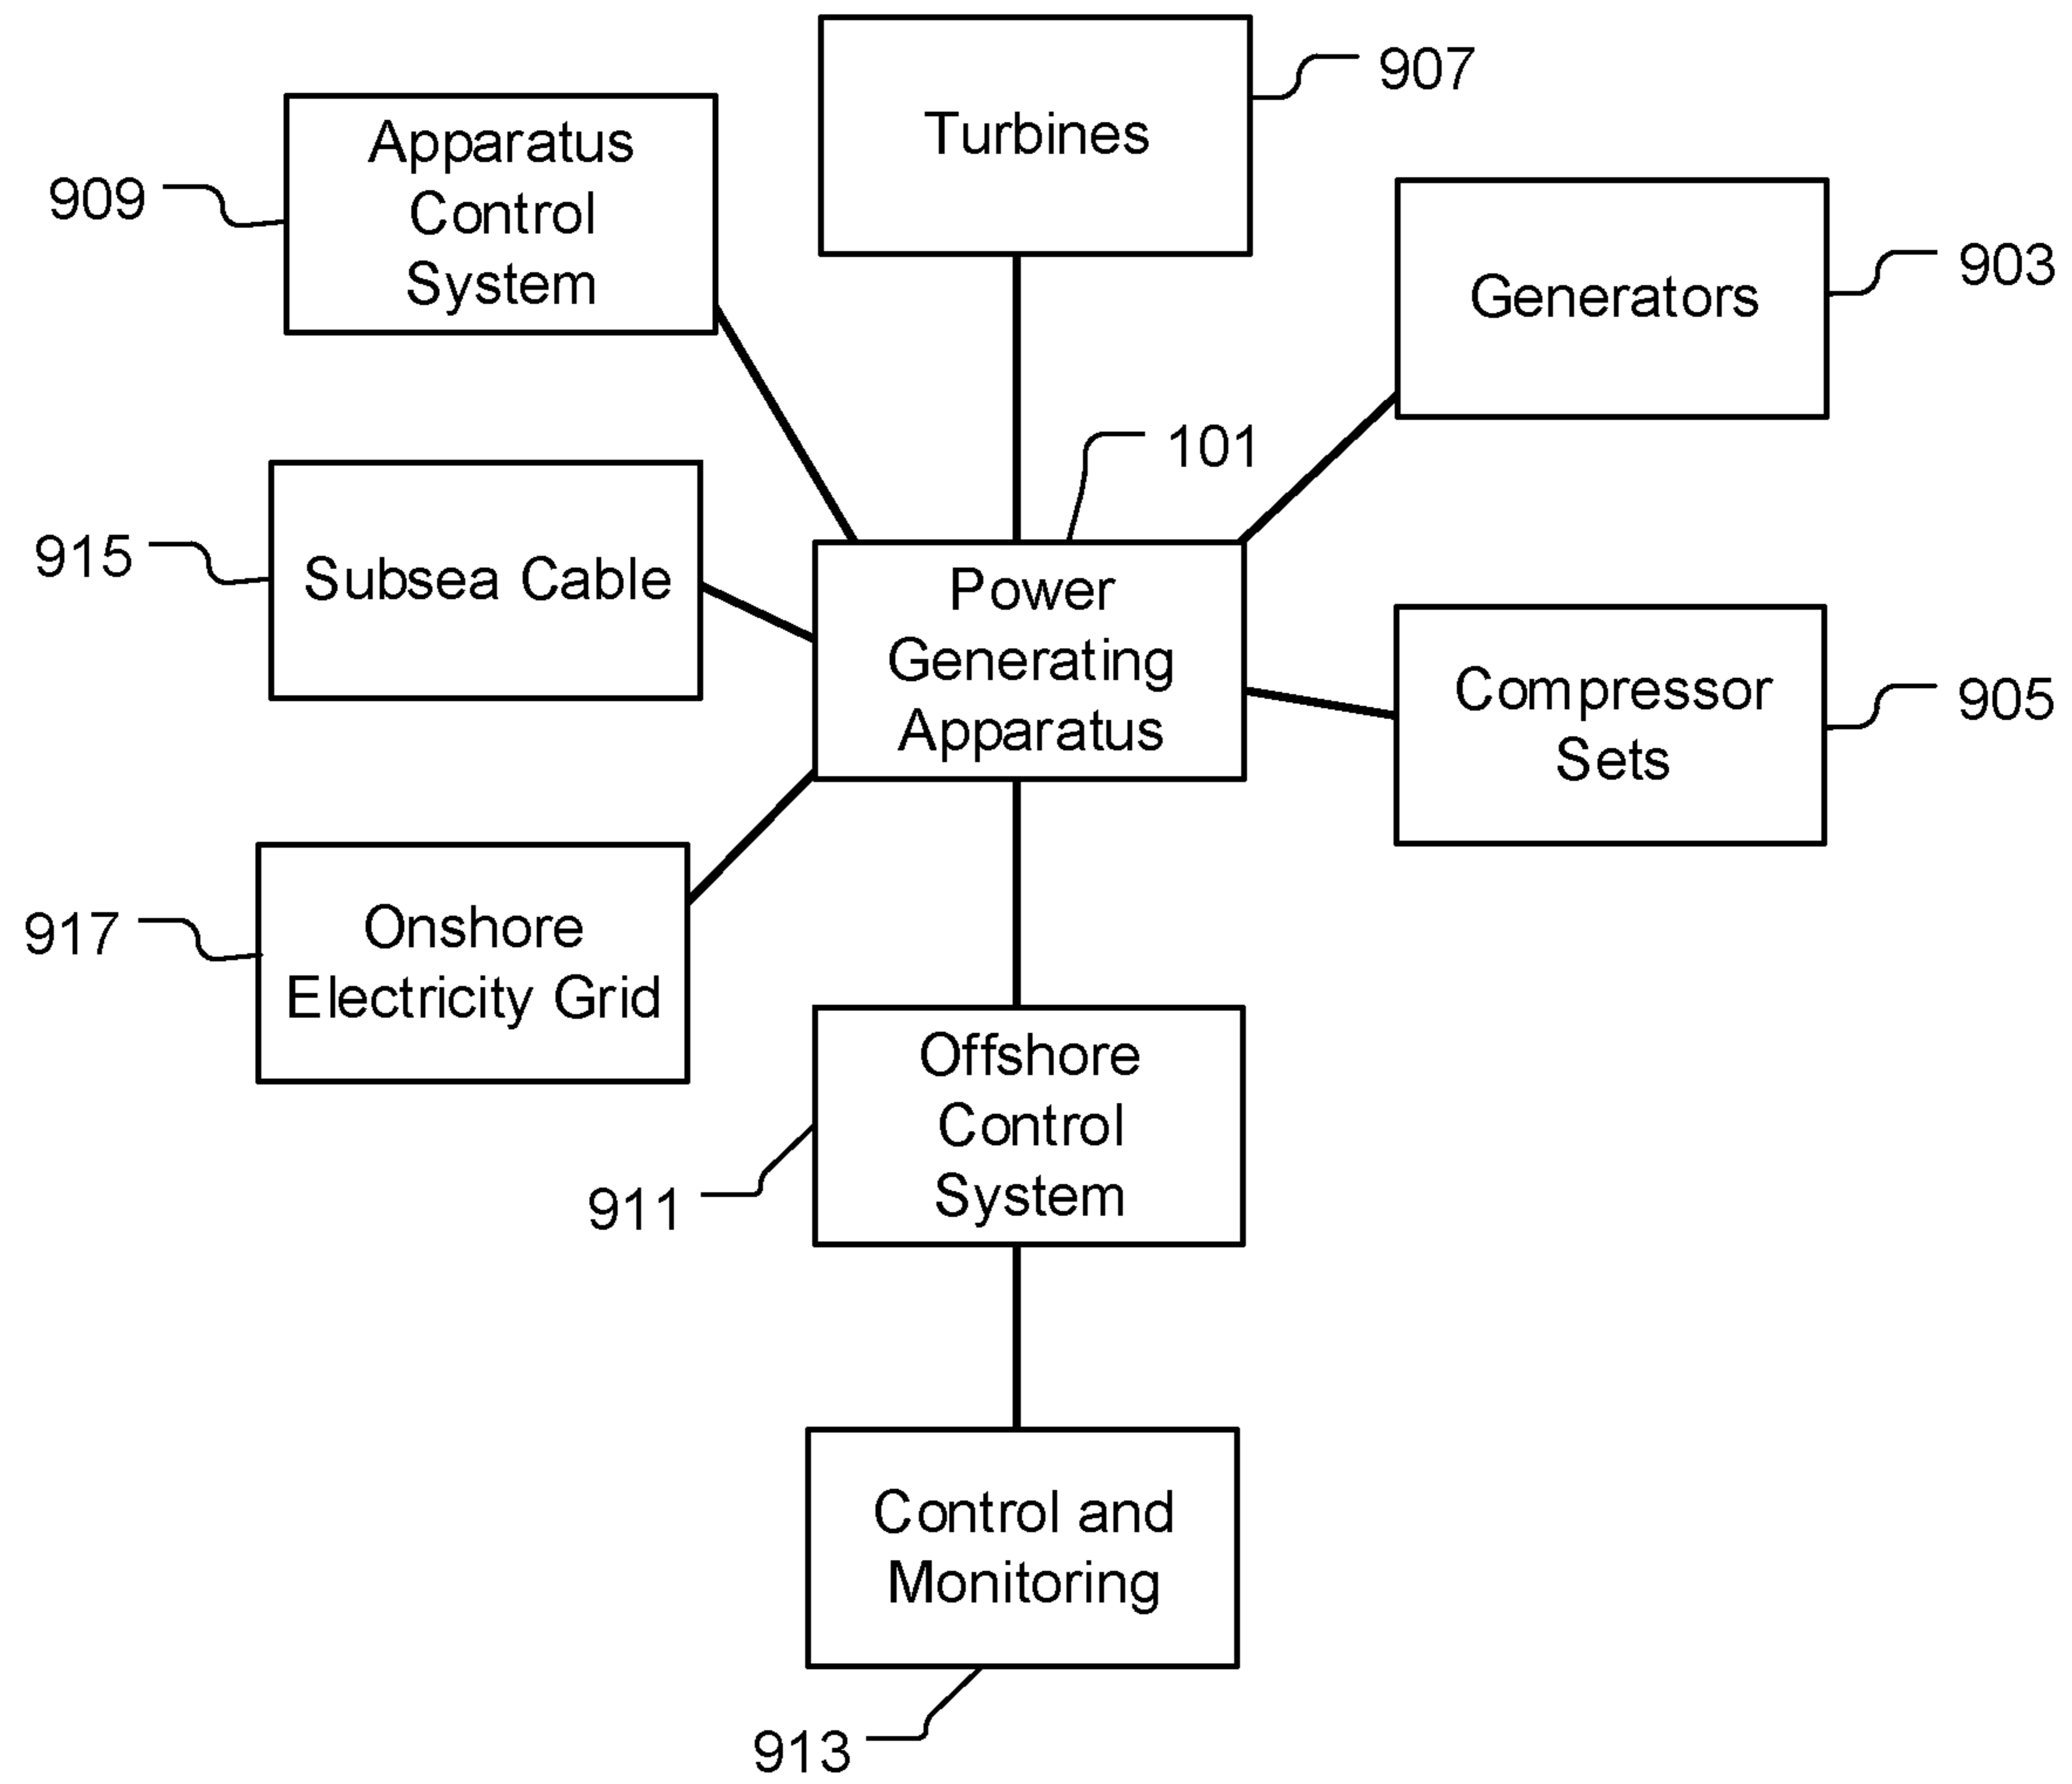 907
Turbines
Apparatus
Control
System
909
Generators
903
101
Subsea Cable
915
Power
Generating
Apparatus
Compressor
Sets
905
Onshore
Electricity Grid
917
Offshore
Control
System
911
Control and
Monitoring
913